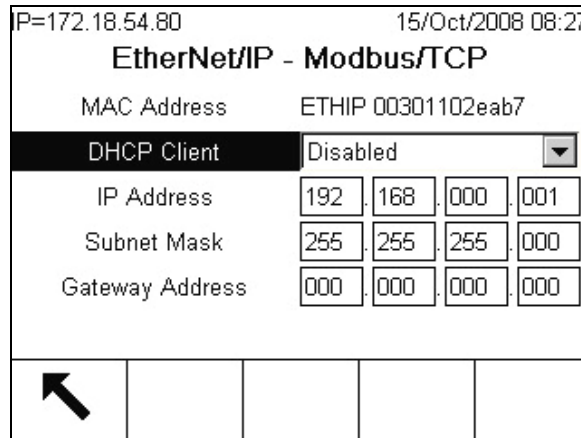 IP=172.18.54.80 15/Oct/2008 08:27
EtherNet/IP - Modbus/TCP
MAC Address ETHIP 00301102eab7
DHCP Client Disabled
IP Address 192 . 168 . 000 . 001
Subnet Mask 255 . 255 . 255 . 000
Gateway Address 000 . 000 . 000 . 000